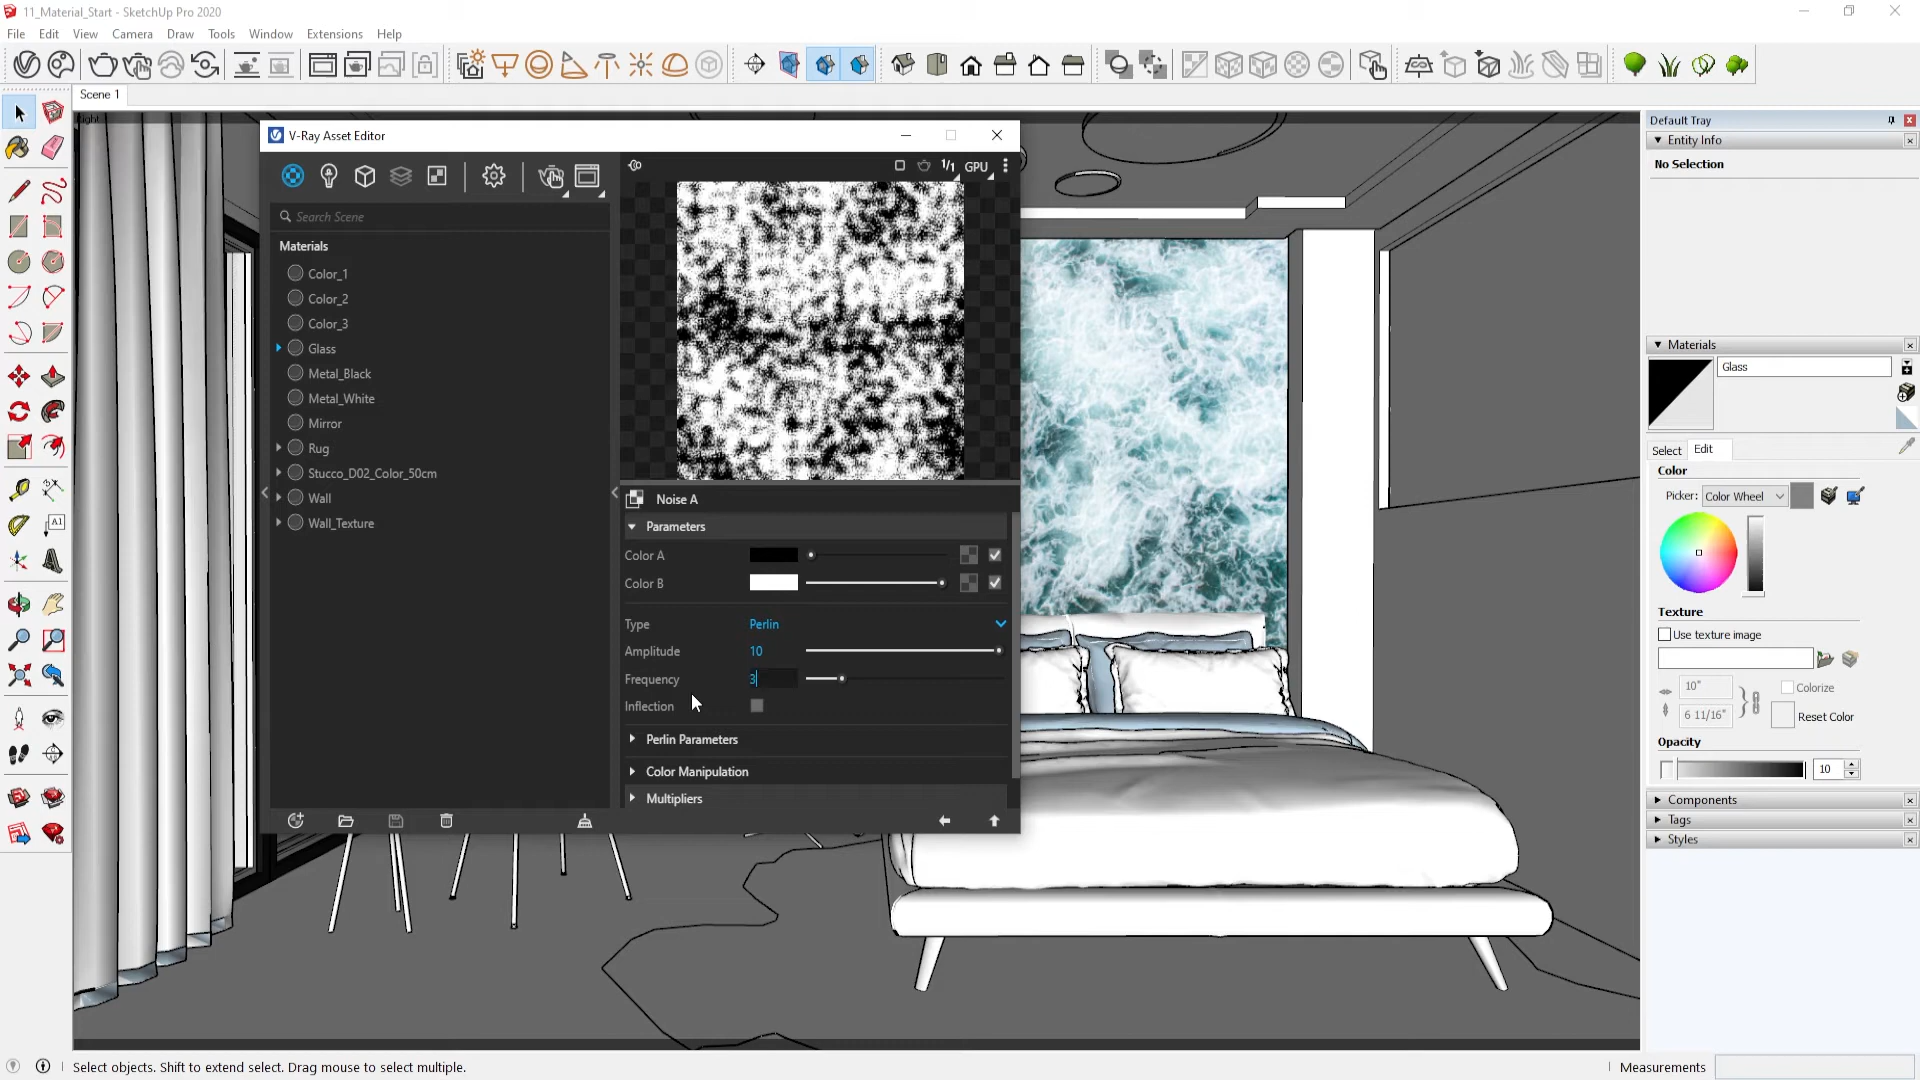 11_Material_Start - SketchUp Pro 2020
File Edit View Camera Draw Tools Window Extensions Help
Scene 1
V-Ray Asset Editor
1/1 GPU
Search Scene
Materials
Color_1
Color_2
Color_3
Glass
Metal_Black
Metal_White
Mirror
Rug
Stucco_D02_Color_50cm
Wall
Wall_Texture
Noise A
Parameters
Color A
Color B
Type Perlin
Amplitude 10
Frequency 3
Inflection
Perlin Parameters
Color Manipulation
Multipliers
Default Tray
Entity Info
No Selection
Materials
Glass
Select Edit
Color
Picker: Color Wheel
Texture
Use texture image
10"
Colorize
6 11/16"
Reset Color
Opacity
10
Components
Tags
Styles
Select objects. Shift to extend select. Drag mouse to select multiple.
Measurements